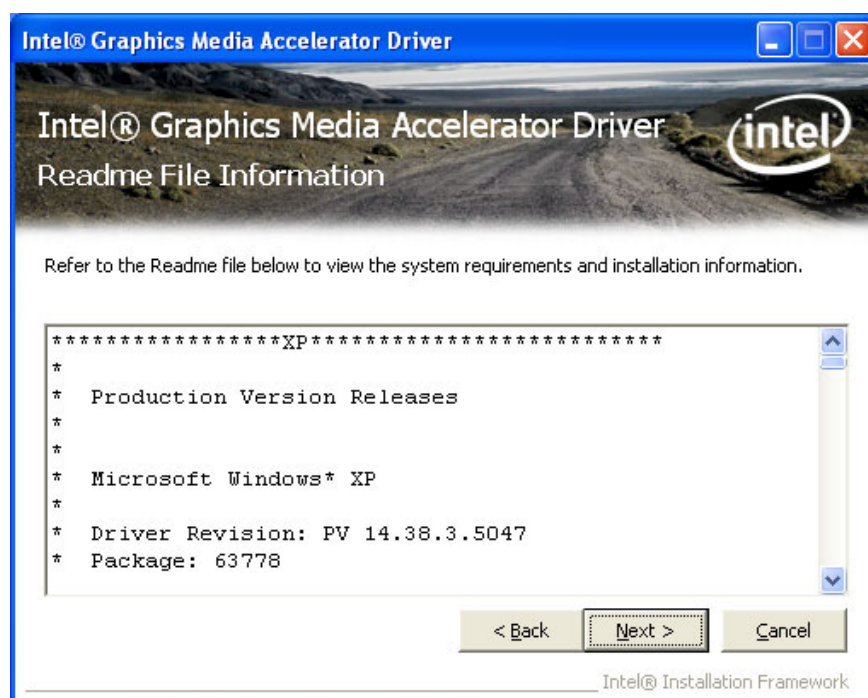 Intel® Graphics Media Accelerator Driver
Intel® Graphics Media Accelerator Driver
Readme File Information
intel
Refer to the Readme file below to view the system requirements and installation information.
*****************XP**************************
*
*  Production Version Releases
*
*
*  Microsoft Windows* XP
*
*  Driver Revision: PV 14.38.3.5047
*  Package: 63778
< Back
Next >
Cancel
Intel® Installation Framework